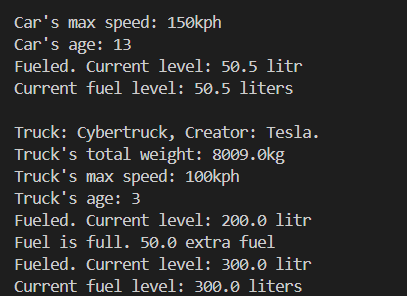 Car's max speed: 150kph
Car's age: 13
Fueled. Current level: 50.5 litr
Current fuel level: 50.5 liters
Truck: Cybertruck, Creator: Tesla.
Truck's total weight: 8009.0kg
Truck's max speed: 100kph
Truck's age: 3
Fueled. Current level: 200.0 litr
Fuel is full. 50.0 extra fuel
Fueled. Current level: 300.0 litr
Current fuel level: 300.0 liters